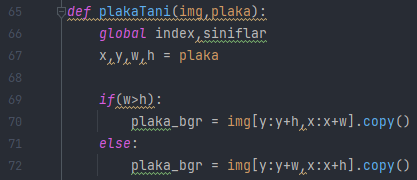 65 def plakaTani(img,plaka):
66 global index,siniflar
67 x,y,w,h = plaka
68
69 if(w>h):
70 plaka_bgr = img[y:y+h,x:x+w].copy()
71 else:
72 plaka_bgr = img[y:y+w,x:x+h].copy()